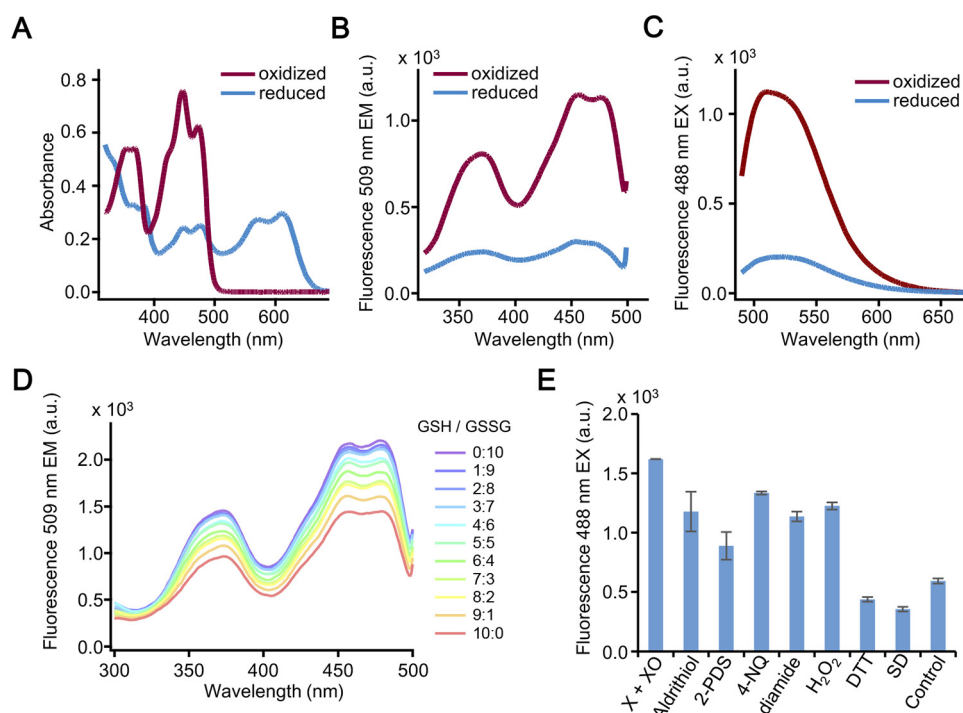 A
oxidized
reduced
Absorbance
0.8
0.6
0.4
0.2
0.0
400
500
600
Wavelength (nm)
B
x 10³
oxidized
reduced
Fluorescence 509 nm EM (a.u.)
1.0
0.5
0.0
350
400
450
500
Wavelength (nm)
C
x 10³
oxidized
reduced
Fluorescence 488 nm EX (a.u.)
1.0
0.5
0.0
500
550
600
650
Wavelength (nm)
D
x 10³
Fluorescence 509 nm EM (a.u.)
2.0
1.5
1.0
0.5
0.0
300
350
400
450
500
Wavelength (nm)
GSH / GSSG
0:10
1:9
2:8
3:7
4:6
5:5
6:4
7:3
8:2
9:1
10:0
E
x 10³
Fluorescence 488 nm EX (a.u.)
2.0
1.5
1.0
0.5
0.0
X + XO
Aldrithiol
2-PDS
4-NQ
diamide
H₂O₂
DTT
SD
Control